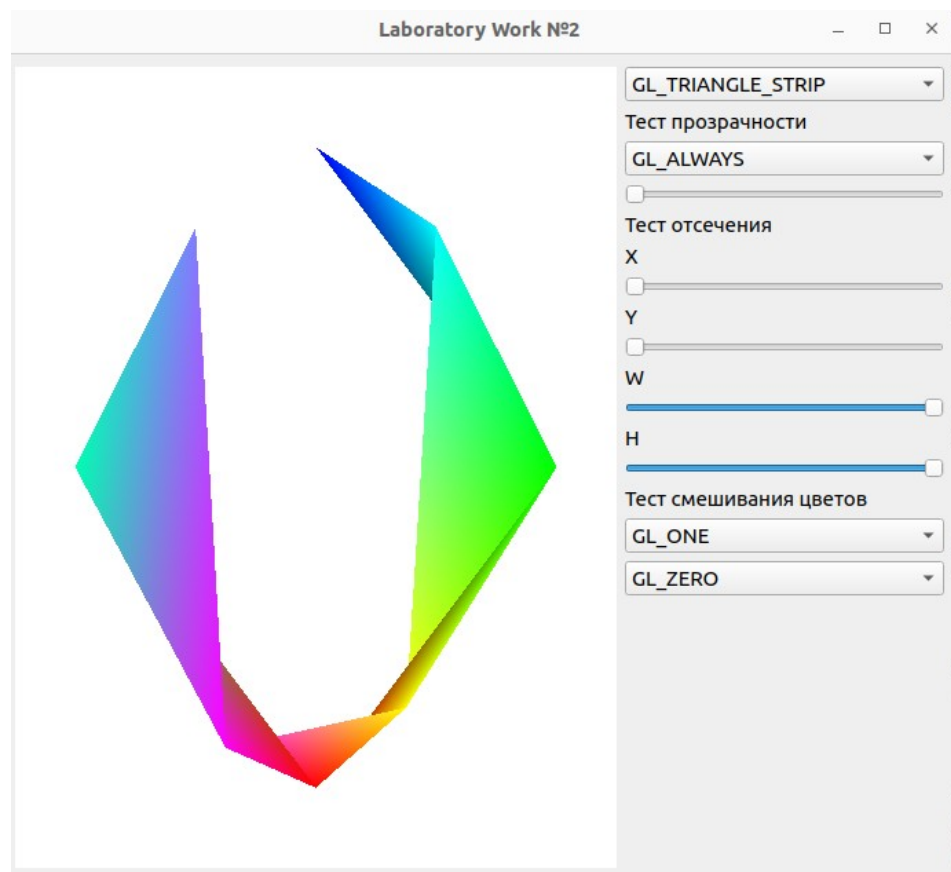 Laboratory Work №2
GL_TRIANGLE_STRIP
Тест прозрачности
GL_ALWAYS
Тест отсечения
X
Y
W
H
Тест смешивания цветов
GL_ONE
GL_ZERO